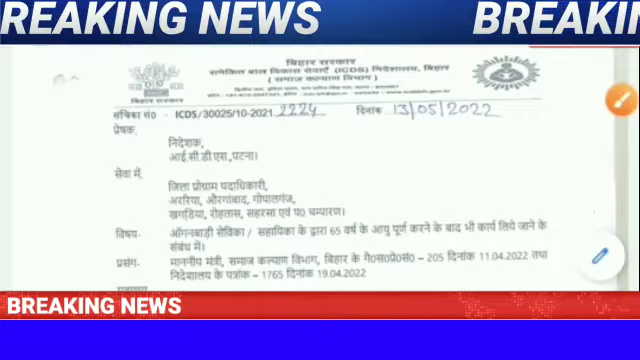 REAKING NEWS
BREAKIN
बिहार सरकार
समेकित बाल विकास सेवाएँ (ICDS) निदेशालय, बिहार
( समाज कल्याण विभाग )
बिहार सरकार
संचिका सं0 - ICDS/30025/10-2021 2224 दिनांक 13/05/2022
प्रेषक,
निदेशक,
आई.सी.डी.एस.,पटना।
सेवा में,
जिला प्रोग्राम पदाधिकारी,
अररिया, औरगांबाद, गोपालगंज,
खगड़िया, रोहतास, सहरसा एवं प0 चम्पारण।
विषय- ऑगनबाड़ी सेविका / सहायिका के द्वारा 65 वर्ष के आयु पूर्ण करने के बाद भी कार्य लिये जाने के
संबंध में।
प्रसंग- माननीय मंत्री, समाज कल्याण विभाग, बिहार के गै0स0प्रे0सं0 – 205 दिनांक 11.04.2022 तथा
निदेशालय के पत्रांक - 1765 दिनांक 19.04.2022
BREAKING NEWS